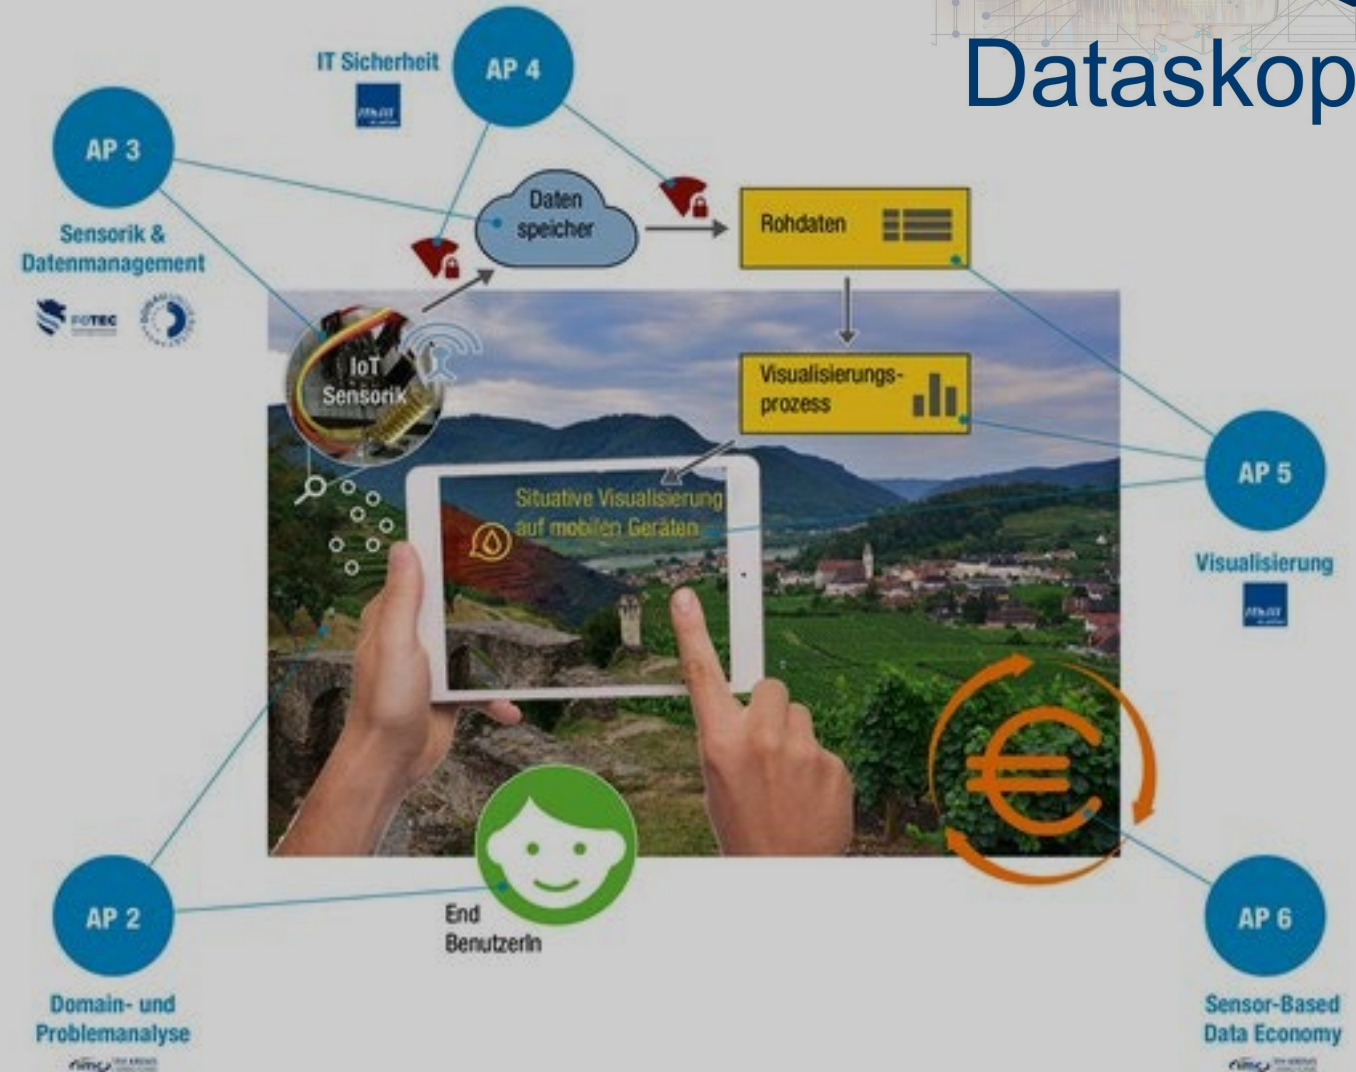 Dataskop
IT Sicherheit
AP 4
AP 3
Sensorik &
Datenmanagement
FOTEC
Daten
speicher
Rohdaten
IoT
Sensorik
Visualisierungs-
prozess
Situative Visualisierung
auf mobilen Geräten
AP 5
Visualisierung
AP 2
Domain- und
Problemanalyse
End
BenutzerIn
AP 6
Sensor-Based
Data Economy